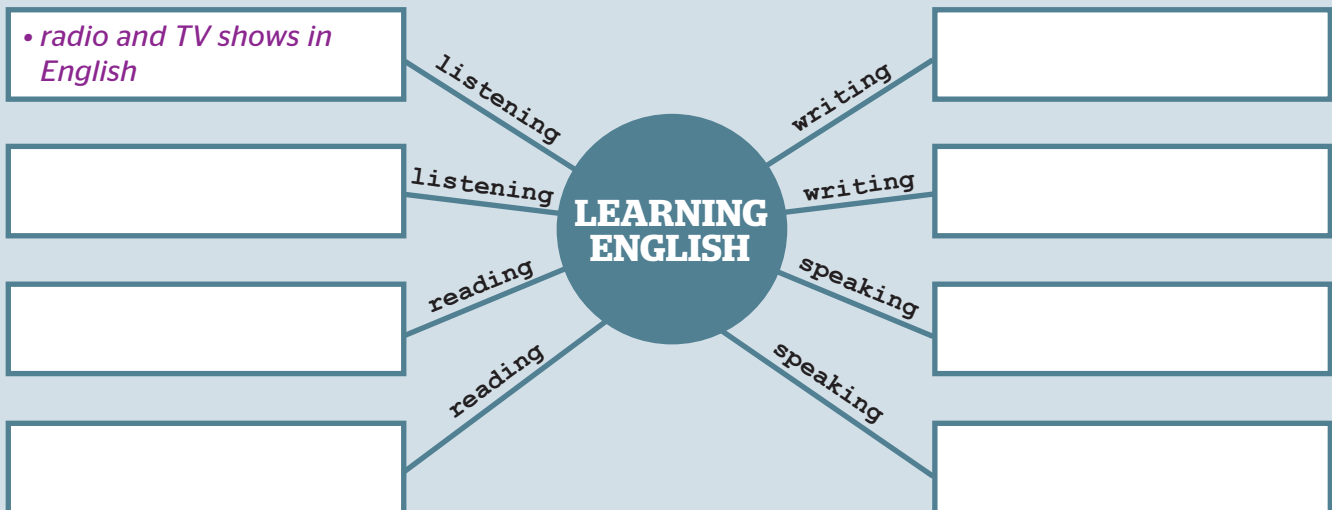 • radio and TV shows in
English
listening
listening
reading
reading
LEARNING
ENGLISH
writing
writing
speaking
speaking